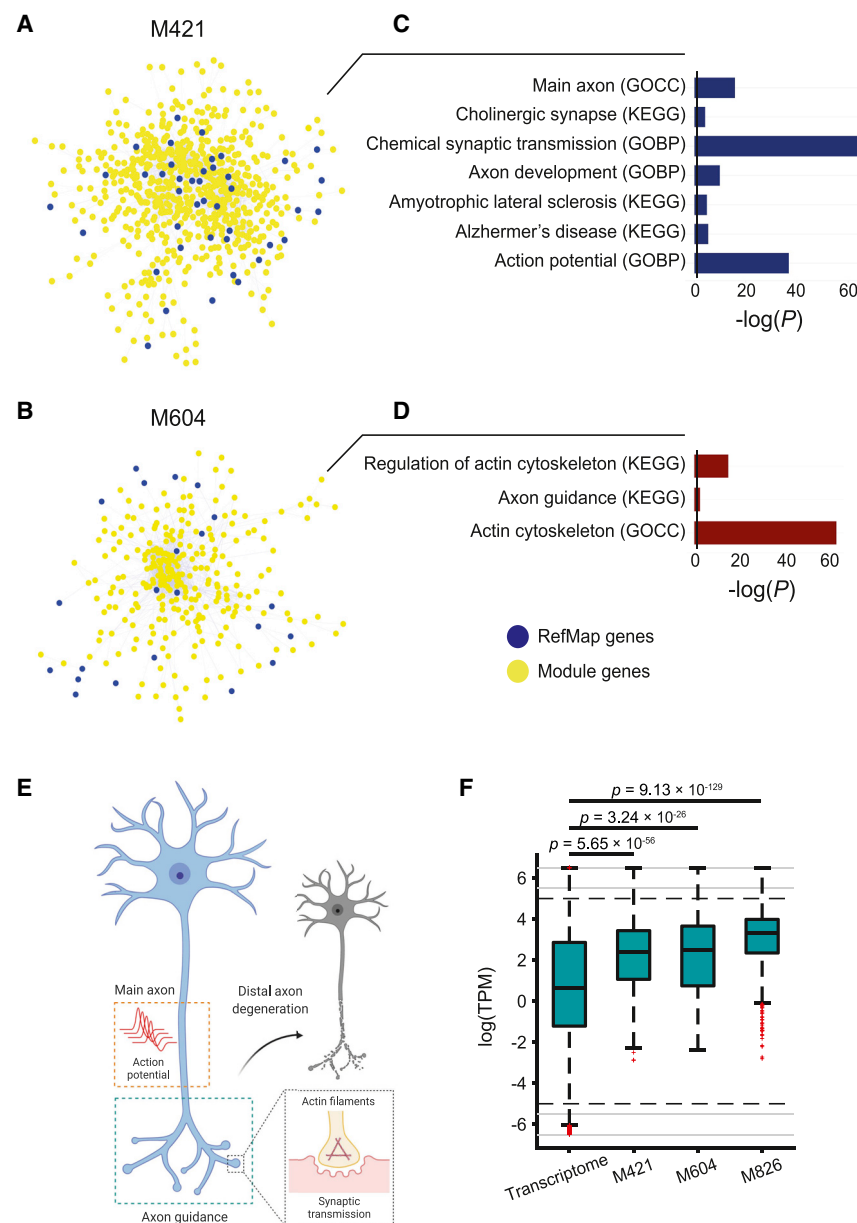 A
M421
C
Main axon (GOCC)
Cholinergic synapse (KEGG)
Chemical synaptic transmission (GOBP)
Axon development (GOBP)
Amyotrophic lateral sclerosis (KEGG)
Alzhermer's disease (KEGG)
Action potential (GOBP)
0 20 40 60
-log(P)
B
M604
D
Regulation of actin cytoskeleton (KEGG)
Axon guidance (KEGG)
Actin cytoskeleton (GOCC)
0 20 40 60
-log(P)
RefMap genes
Module genes
E
Main axon
Action
potential
Distal axon
degeneration
Actin filaments
Synaptic
transmission
Axon guidance
F
p = 9.13 × 10⁻¹²⁹
p = 3.24 × 10⁻²⁶
p = 5.65 × 10⁻⁵⁶
log(TPM)
6
4
2
0
-2
-4
-6
Transcriptome M421 M604 M826